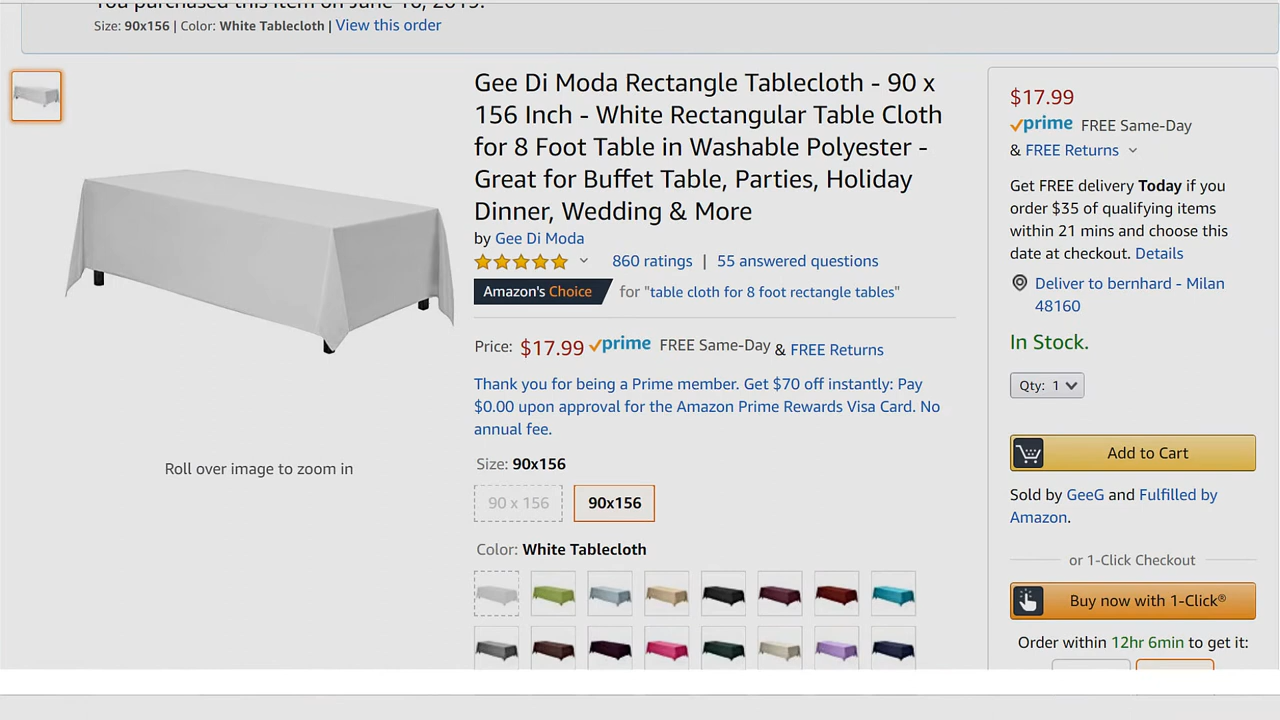 You purchased this item on June 16, 2019.
Size: 90x156 | Color: White Tablecloth | View this order
Gee Di Moda Rectangle Tablecloth - 90 x
156 Inch - White Rectangular Table Cloth
for 8 Foot Table in Washable Polyester -
Great for Buffet Table, Parties, Holiday
Dinner, Wedding & More
by Gee Di Moda
860 ratings | 55 answered questions
Amazon's Choice for "table cloth for 8 foot rectangle tables"
Price: $17.99 prime FREE Same-Day & FREE Returns
Thank you for being a Prime member. Get $70 off instantly: Pay
$0.00 upon approval for the Amazon Prime Rewards Visa Card. No
annual fee.
Roll over image to zoom in
Size: 90x156
90 x 156 90x156
Color: White Tablecloth
$17.99
prime FREE Same-Day
& FREE Returns
Get FREE delivery Today if you
order $35 of qualifying items
within 21 mins and choose this
date at checkout. Details
Deliver to bernhard - Milan
48160
In Stock.
Qty: 1
Add to Cart
Sold by GeeG and Fulfilled by
Amazon.
or 1-Click Checkout
Buy now with 1-Click®
Order within 12hr 6min to get it: